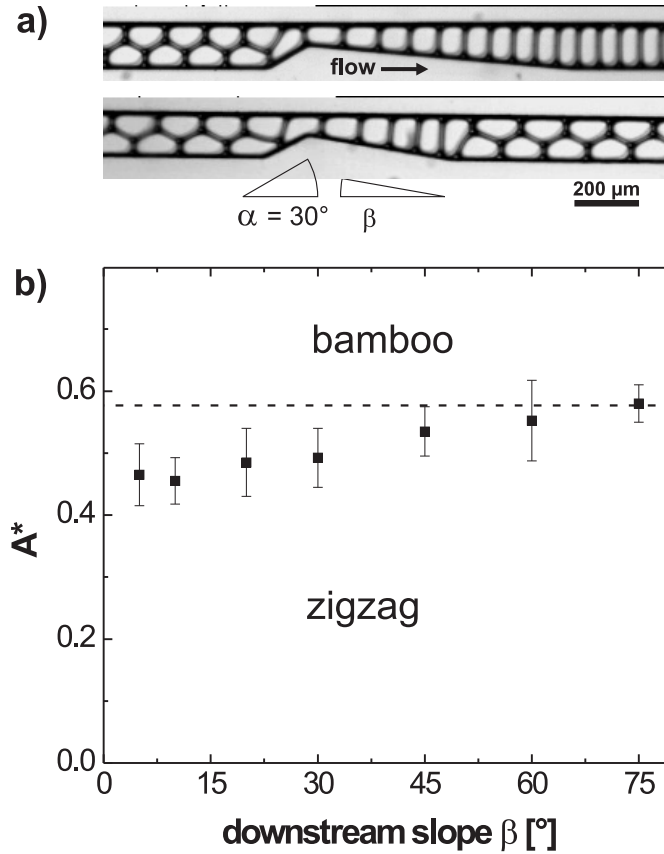 a)
flow
200 µm
α = 30°
β
b)
bamboo
zigzag
A*
0.6
0.4
0.2
0.0
0
15
30
45
60
75
downstream slope β [°]